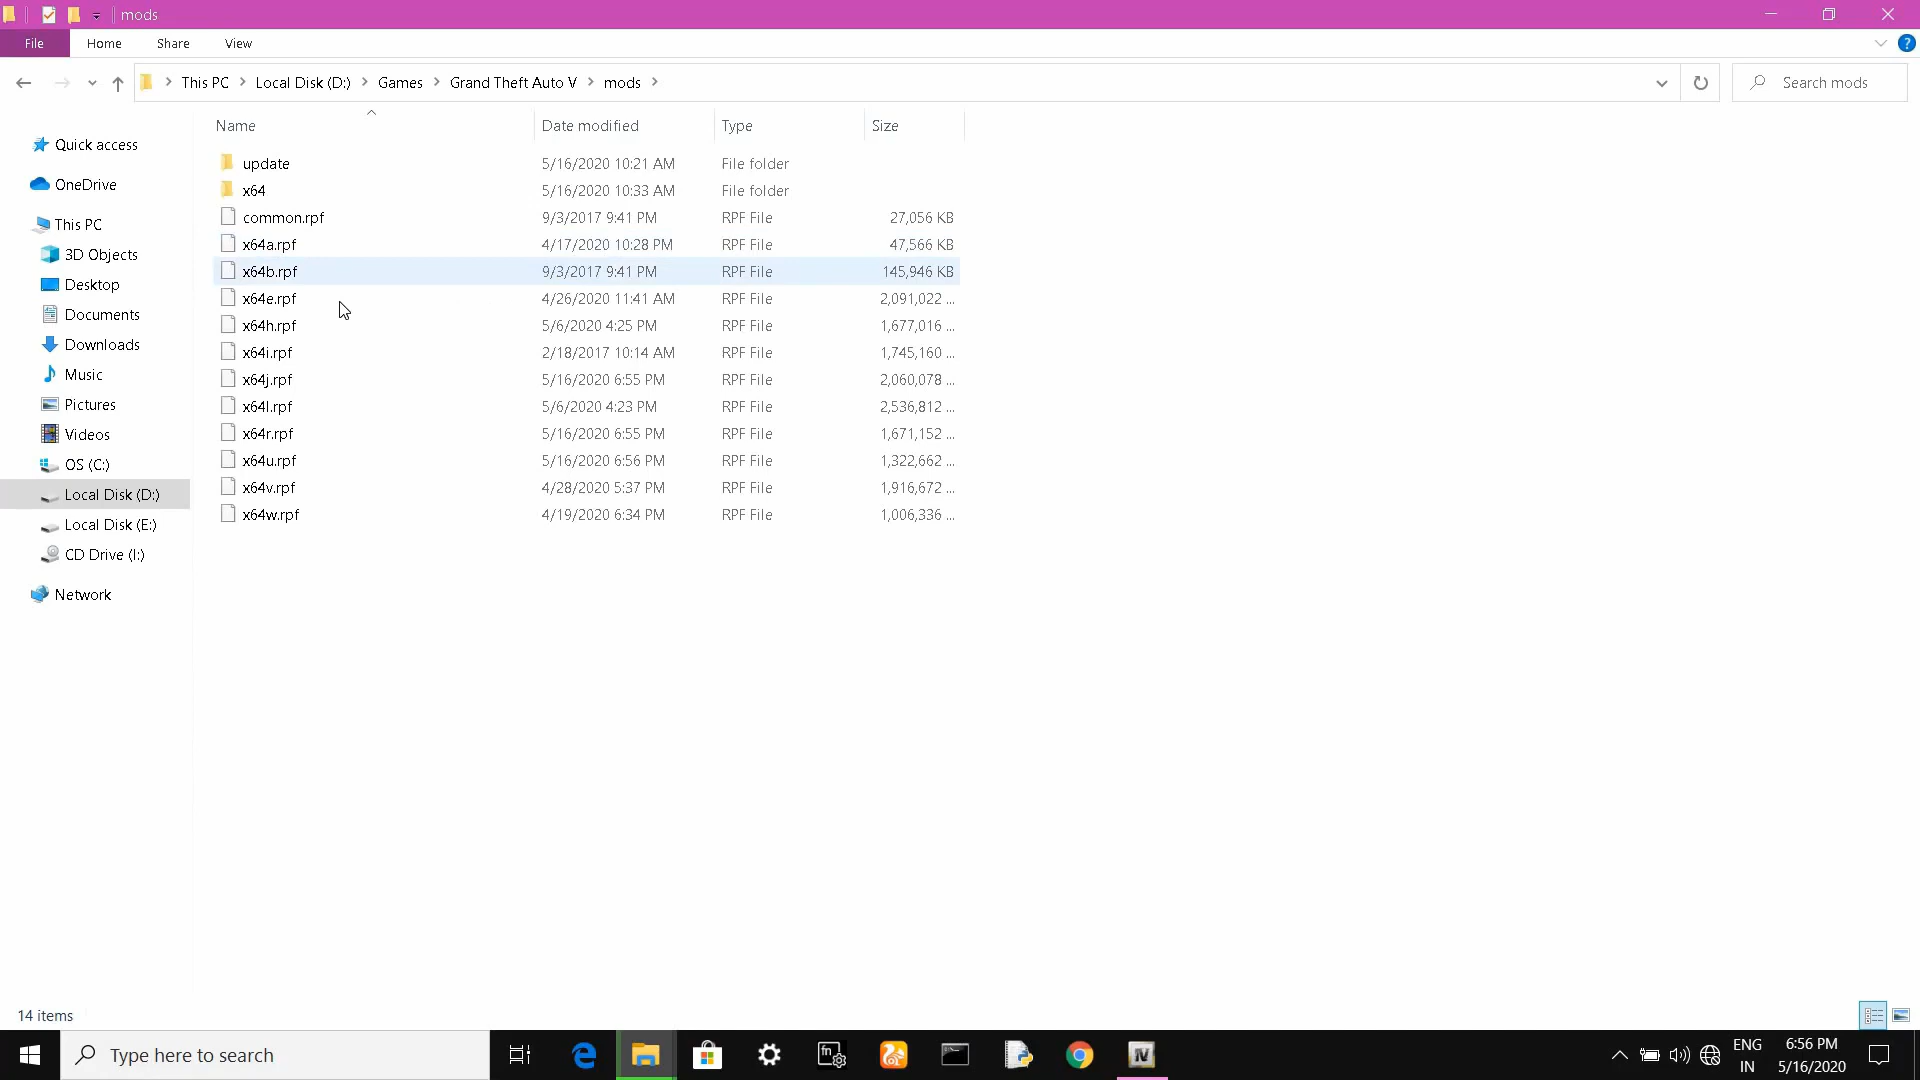 mods
File Home Share View
This PC Local Disk (D:) Games Grand Theft Auto V mods
Search mods
Name Date modified Type Size
update 5/16/2020 10:21 AM File folder
x64 5/16/2020 10:33 AM File folder
common.rpf 9/3/2017 9:41 PM RPF File 27,056 KB
x64a.rpf 4/17/2020 10:28 PM RPF File 47,566 KB
x64b.rpf 9/3/2017 9:41 PM RPF File 145,946 KB
x64e.rpf 4/26/2020 11:41 AM RPF File 2,091,022 ...
x64h.rpf 5/6/2020 4:25 PM RPF File 1,677,016 ...
x64i.rpf 2/18/2017 10:14 AM RPF File 1,745,160 ...
x64j.rpf 5/16/2020 6:55 PM RPF File 2,060,078 ...
x64l.rpf 5/6/2020 4:23 PM RPF File 2,536,812 ...
x64r.rpf 5/16/2020 6:55 PM RPF File 1,671,152 ...
x64u.rpf 5/16/2020 6:56 PM RPF File 1,322,662 ...
x64v.rpf 4/28/2020 5:37 PM RPF File 1,916,672 ...
x64w.rpf 4/19/2020 6:34 PM RPF File 1,006,336 ...
Quick access
OneDrive
This PC
3D Objects
Desktop
Documents
Downloads
Music
Pictures
Videos
OS (C:)
Local Disk (D:)
Local Disk (E:)
CD Drive (I:)
Network
14 items
Type here to search
fn
IV
ENG
IN
6:56 PM
5/16/2020